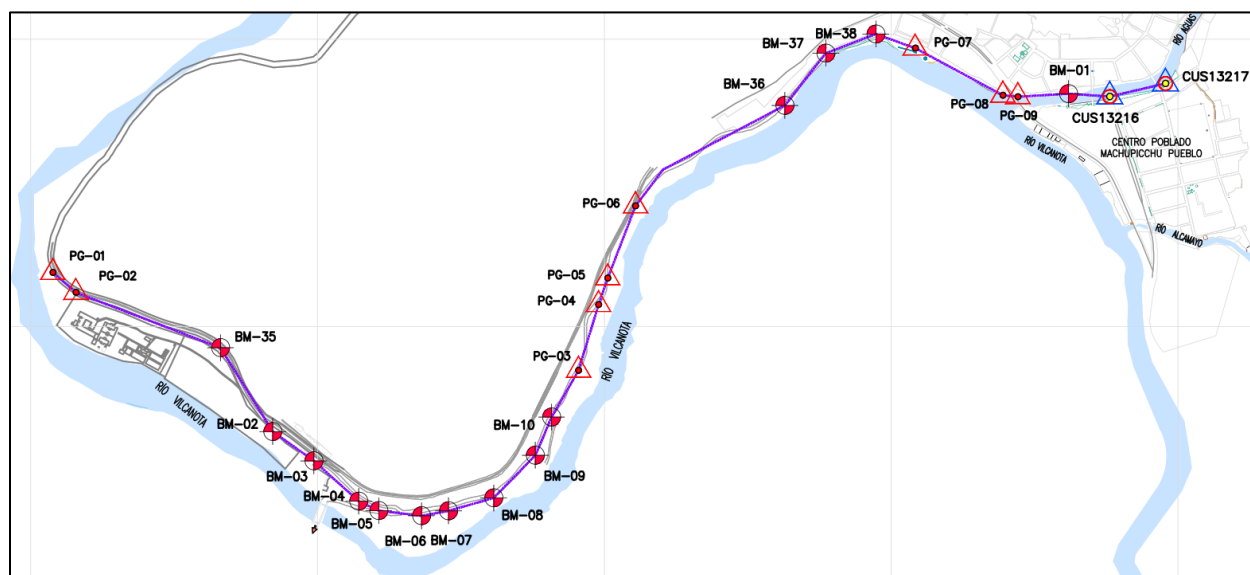 BM-38
BM-37
PG-07
RÍO AGUAS
BM-01
CUS13217
BM-36
PG-08
PG-09
CUS13216
RÍO VILCANOTA
CENTRO POBLADO
MACHUPICCHU PUEBLO
PG-06
RÍO ALCAMAYO
PG-01
PG-02
PG-05
PG-04
BM-35
PG-03
RÍO VILCANOTA
RÍO VILCANOTA
BM-02
BM-10
BM-03
BM-09
BM-04
BM-05
BM-08
BM-06
BM-07